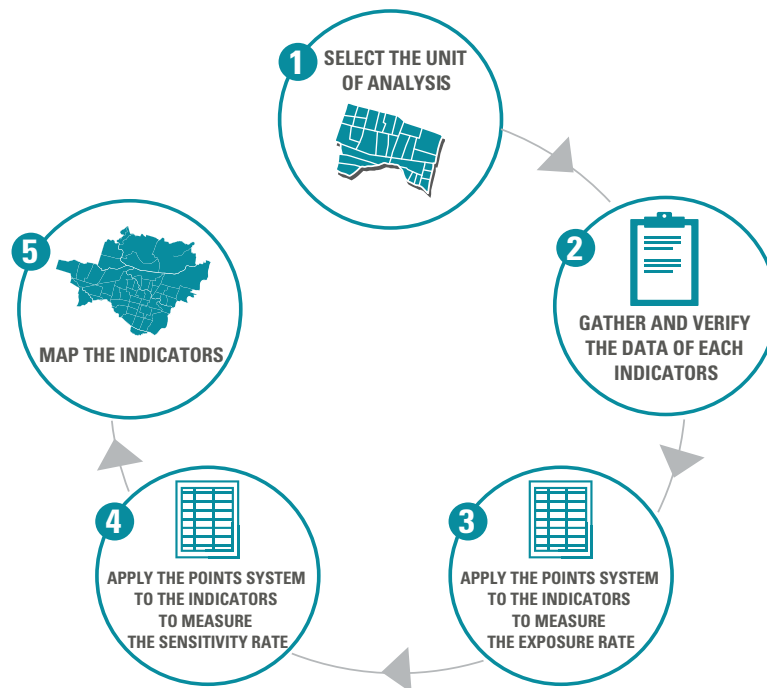 1
SELECT THE UNIT
OF ANALYSIS
2
GATHER AND VERIFY
THE DATA OF EACH
INDICATORS
3
APPLY THE POINTS SYSTEM
TO THE INDICATORS
TO MEASURE
THE EXPOSURE RATE
4
APPLY THE POINTS SYSTEM
TO THE INDICATORS
TO MEASURE
THE SENSITIVITY RATE
5
MAP THE INDICATORS